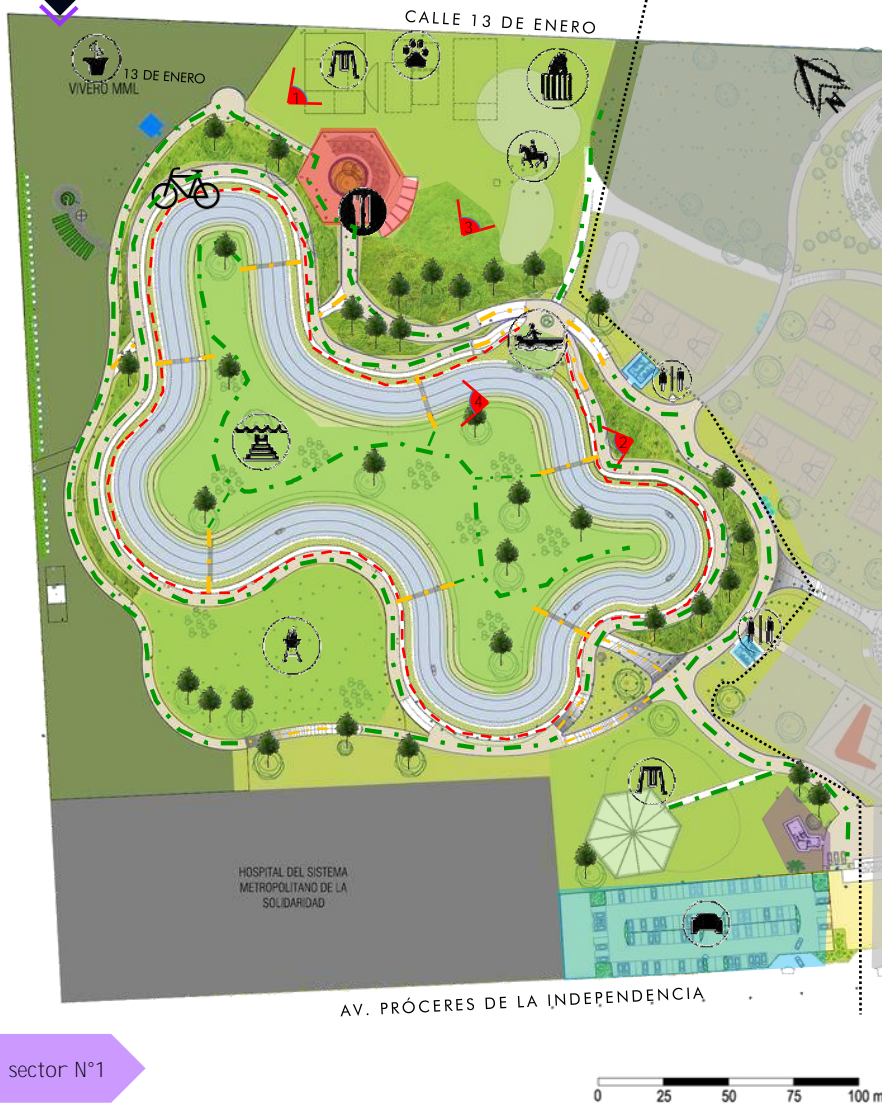 CALLE 13 DE ENERO
13 DE ENERO
VIVERO MML
1
3
4
2
N
HOSPITAL DEL SISTEMA
METROPOLITANO DE LA
SOLIDARIDAD
AV. PRÓCERES DE LA INDEPENDENCIA
sector N°1
0 25 50 75 100 m